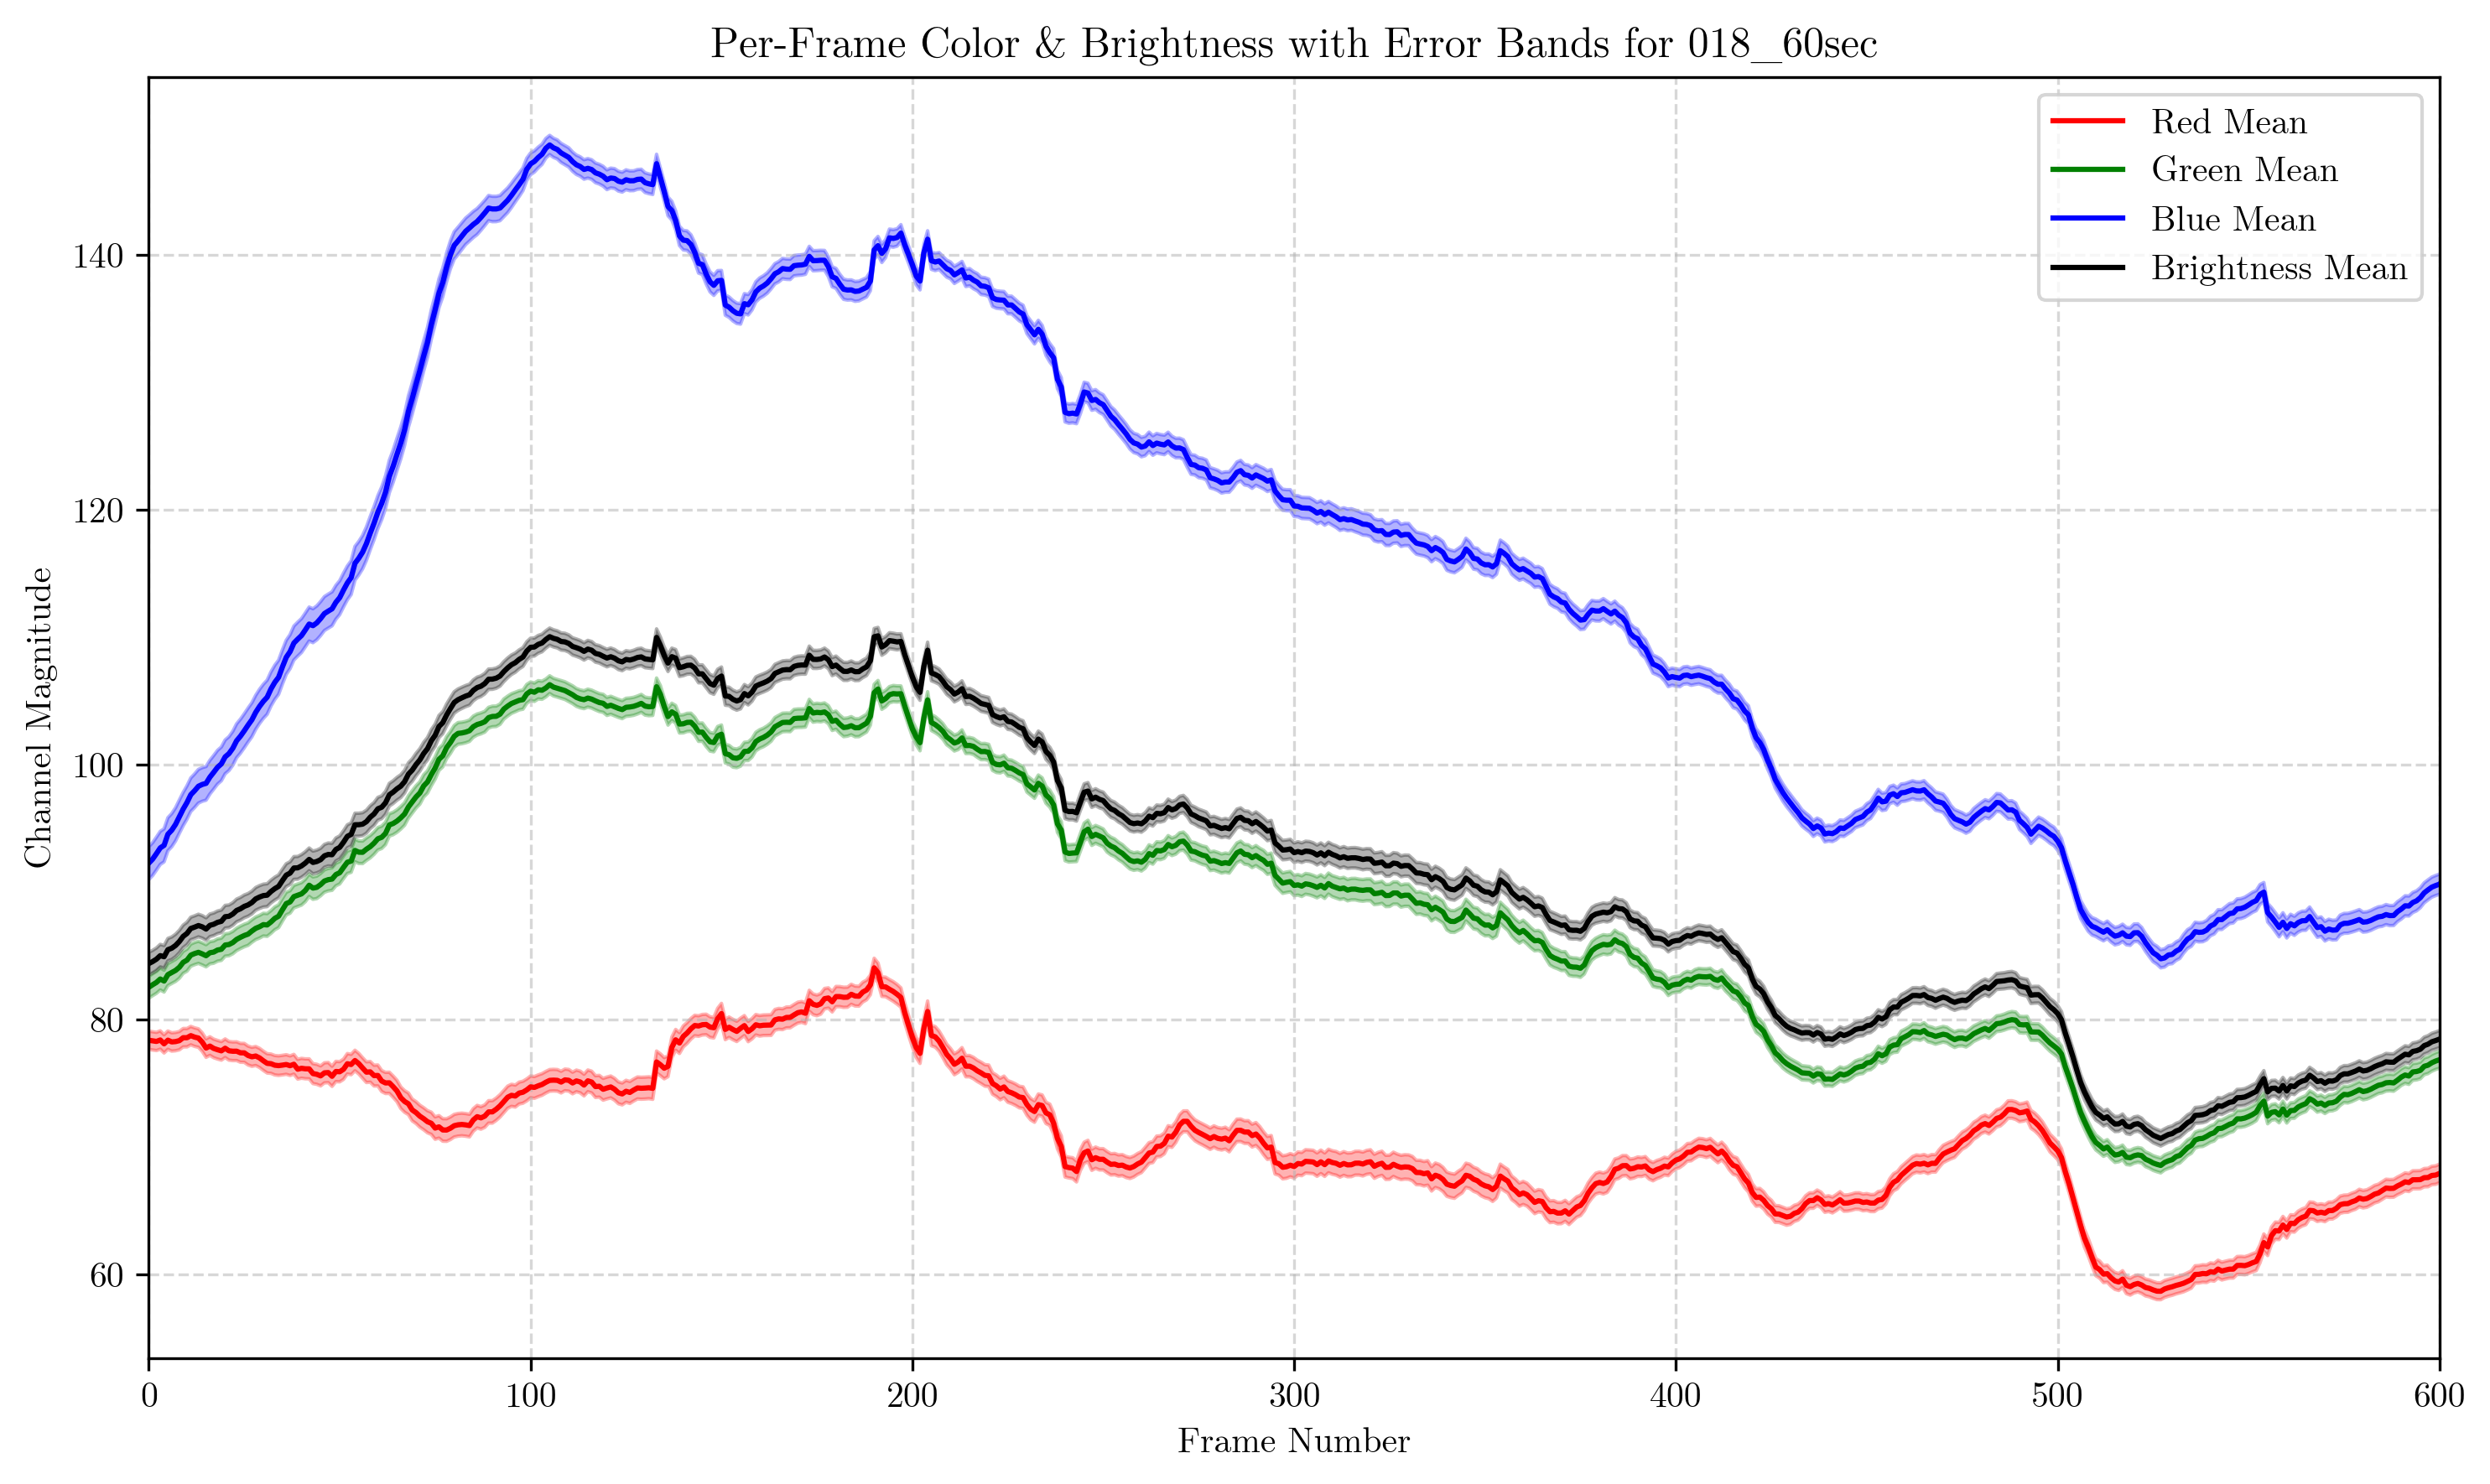 Per-Frame Color & Brightness with Error Bands for 018_60sec
Red Mean
Green Mean
Blue Mean
Brightness Mean
Channel Magnitude
140
120
100
80
60
0 100 200 300 400 500 600
Frame Number